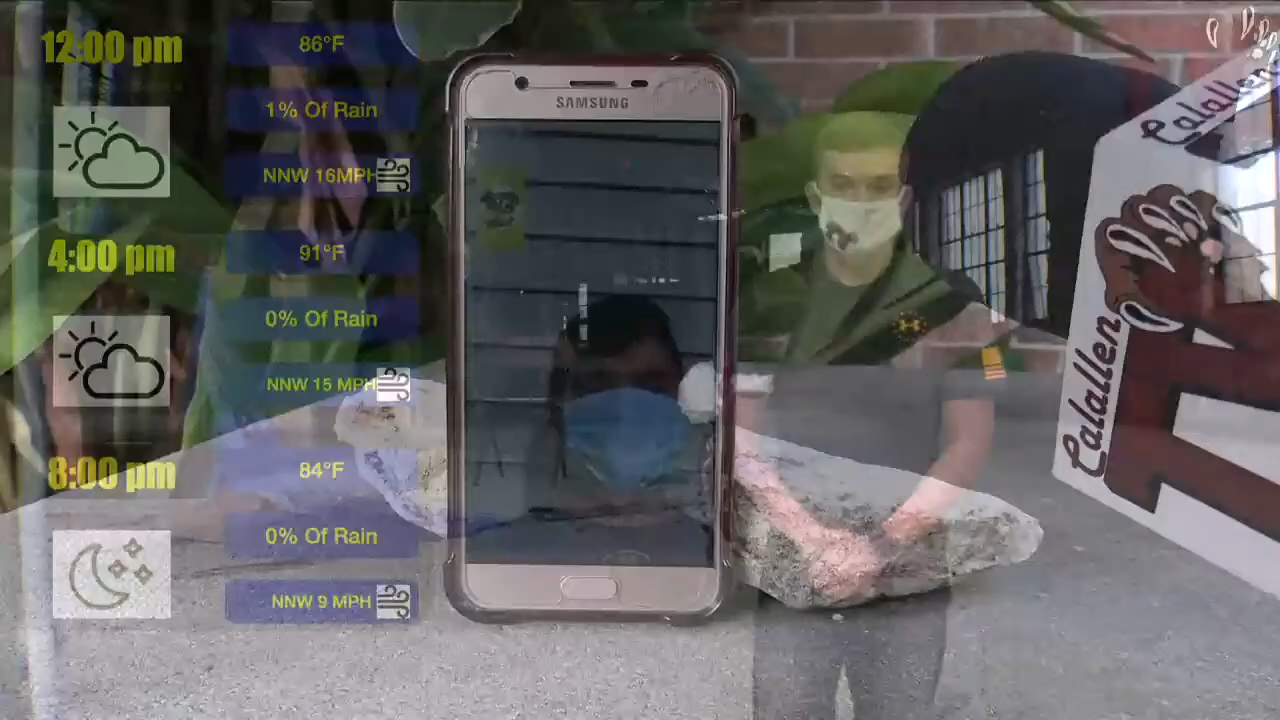 12:00 pm
86°F
1% Of Rain
NNW 16MPH
4:00 pm
91°F
0% Of Rain
NNW 15 MPH
8:00 pm
84°F
0% Of Rain
NNW 9 MPH
SAMSUNG
Calallen
Calallen